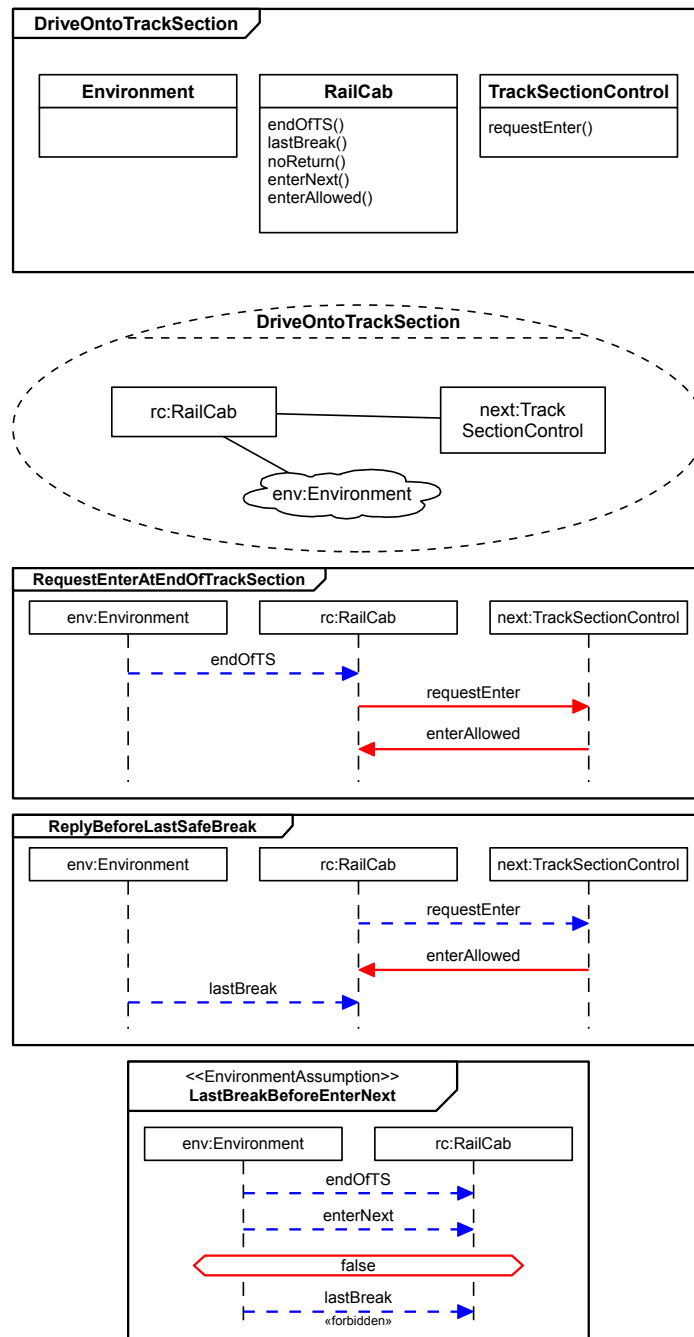 DriveOntoTrackSection
Environment
RailCab
TrackSectionControl
endOfTS()
lastBreak()
noReturn()
enterNext()
enterAllowed()
requestEnter()
DriveOntoTrackSection
rc:RailCab
next:Track
SectionControl
env:Environment
RequestEnterAtEndOfTrackSection
env:Environment
rc:RailCab
next:TrackSectionControl
endOfTS
requestEnter
enterAllowed
ReplyBeforeLastSafeBreak
env:Environment
rc:RailCab
next:TrackSectionControl
requestEnter
enterAllowed
lastBreak
<<EnvironmentAssumption>>
LastBreakBeforeEnterNext
env:Environment
rc:RailCab
endOfTS
enterNext
false
lastBreak
«forbidden»